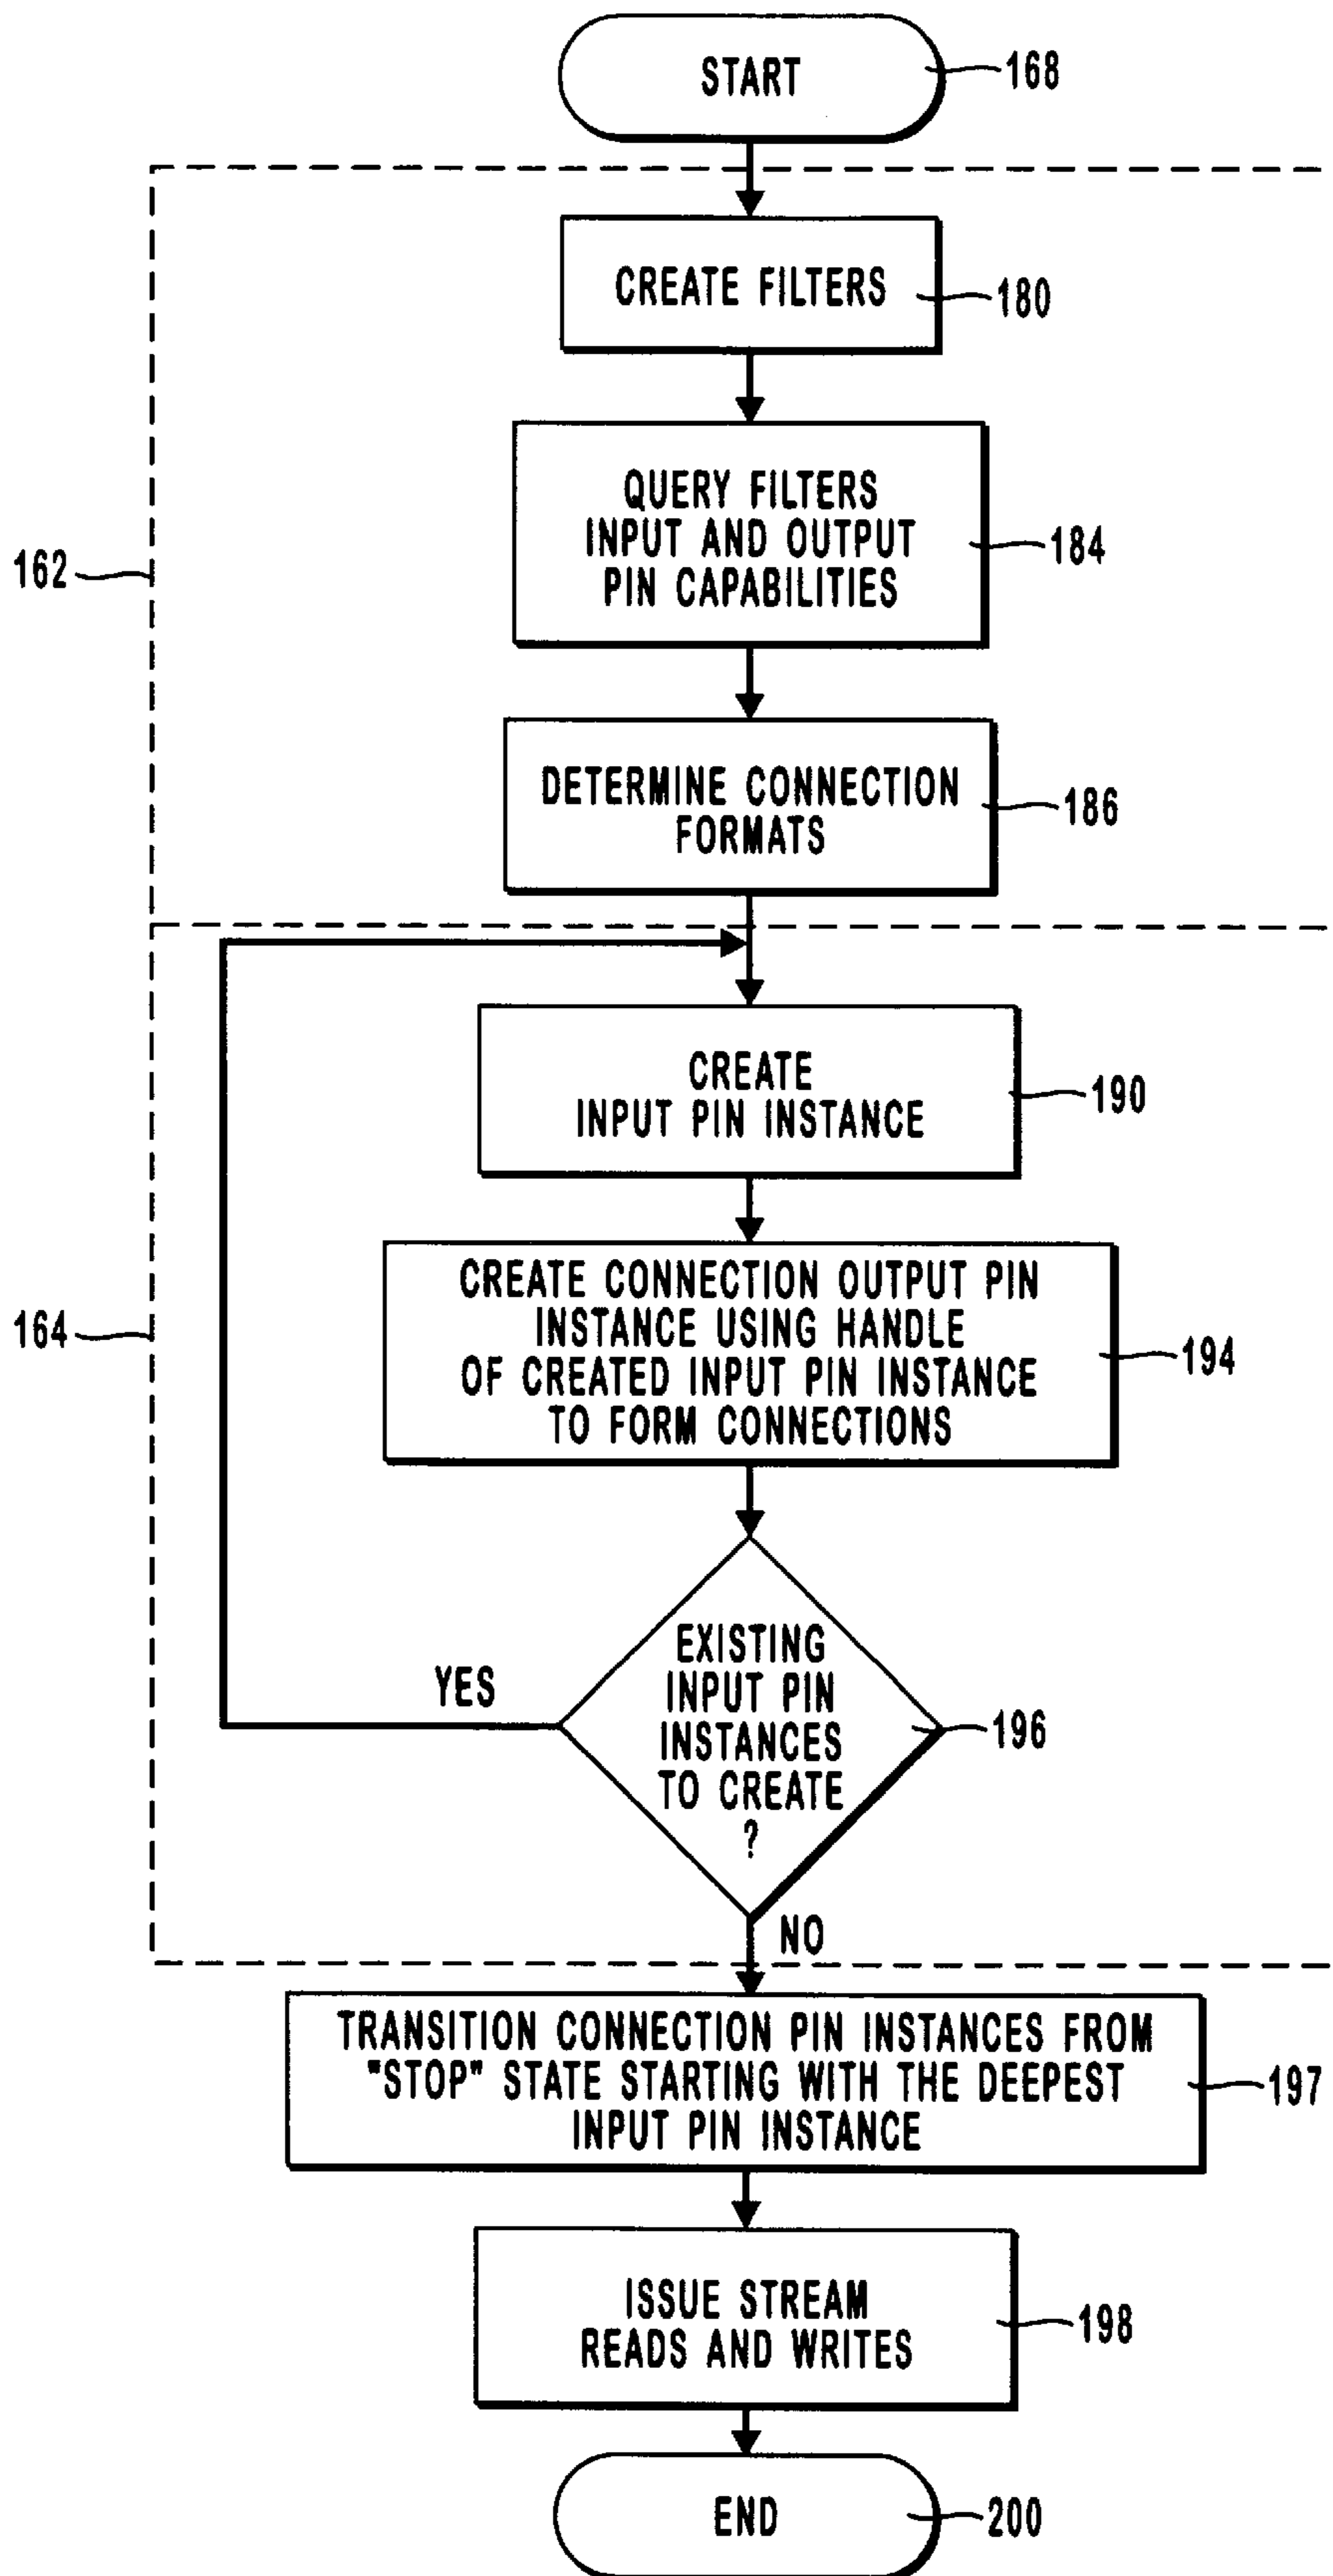 START
168
CREATE FILTERS
180
QUERY FILTERS
INPUT AND OUTPUT
PIN CAPABILITIES
184
162
DETERMINE CONNECTION
FORMATS
186
CREATE
INPUT PIN INSTANCE
190
CREATE CONNECTION OUTPUT PIN
INSTANCE USING HANDLE
OF CREATED INPUT PIN INSTANCE
TO FORM CONNECTIONS
194
164
EXISTING
INPUT PIN
INSTANCES
TO CREATE
?
196
YES
NO
TRANSITION CONNECTION PIN INSTANCES FROM
"STOP" STATE STARTING WITH THE DEEPEST
INPUT PIN INSTANCE
197
ISSUE STREAM
READS AND WRITES
198
END
200